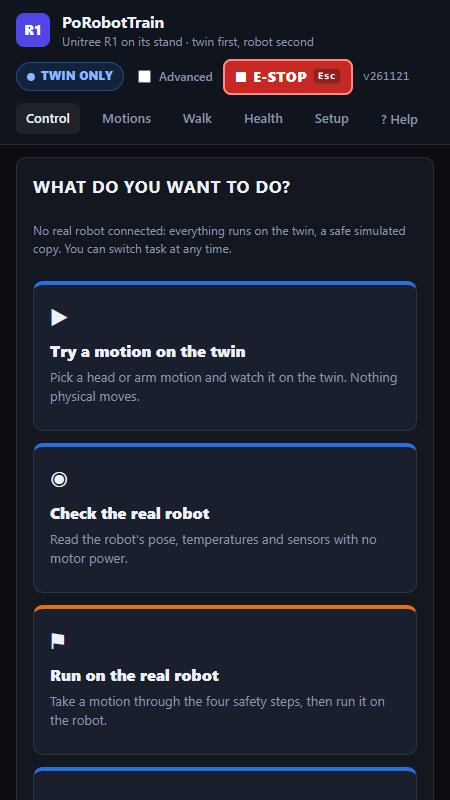 R1
PoRobotTrain
Unitree R1 on its stand · twin first, robot second
TWIN ONLY
Advanced
E-STOP Esc
v261121
Control
Motions
Walk
Health
Setup
? Help
WHAT DO YOU WANT TO DO?
No real robot connected: everything runs on the twin, a safe simulated
copy. You can switch task at any time.
Try a motion on the twin
Pick a head or arm motion and watch it on the twin. Nothing
physical moves.
Check the real robot
Read the robot's pose, temperatures and sensors with no
motor power.
Run on the real robot
Take a motion through the four safety steps, then run it on
the robot.